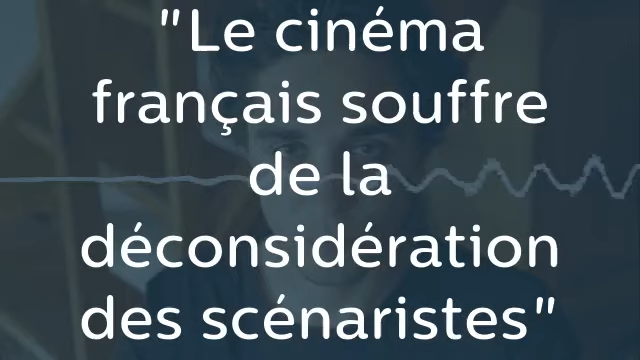 "Le cinéma
français souffre
de la
déconsidération
des scénaristes"